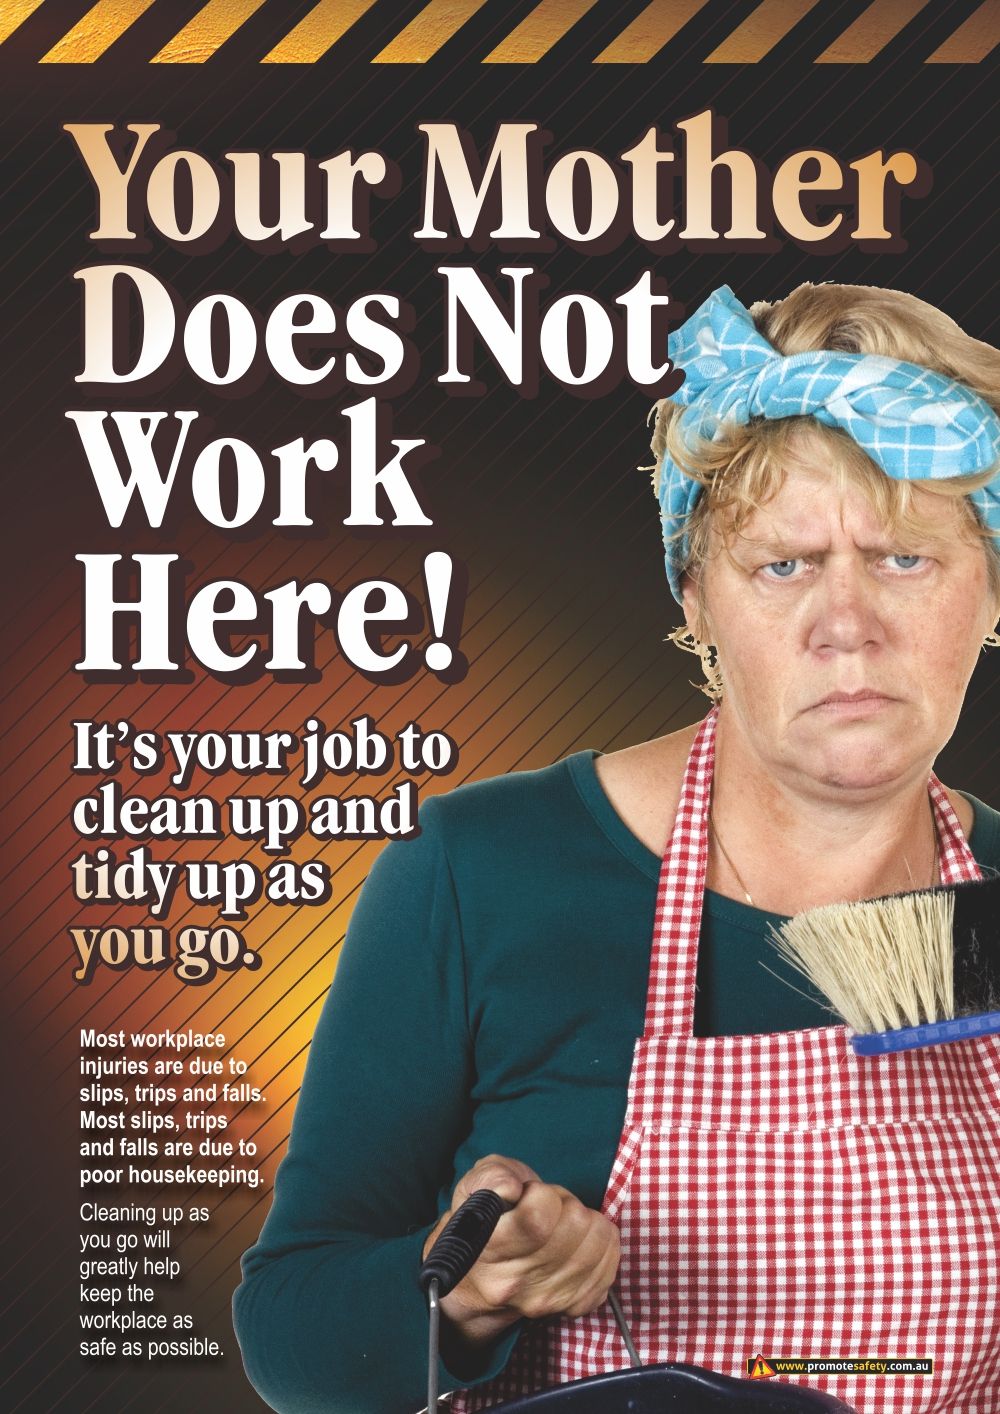 Your Mother
Does Not
Work
Here!
It's your job to
clean up and
tidy up as
you go.
Most workplace
injuries are due to
slips, trips and falls.
Most slips, trips
and falls are due to
poor housekeeping.
Cleaning up as
you go will
greatly help
keep the
workplace as
safe as possible.
www.promotesafety.com.au